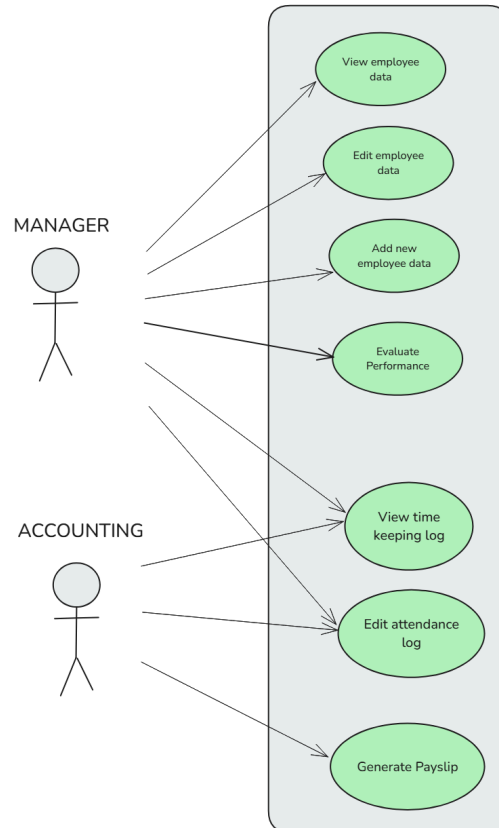 View employee
data
Edit employee
data
MANAGER
Add new
employee data
Evaluate
Performance
View time
keeping log
ACCOUNTING
Edit attendance
log
Generate Payslip